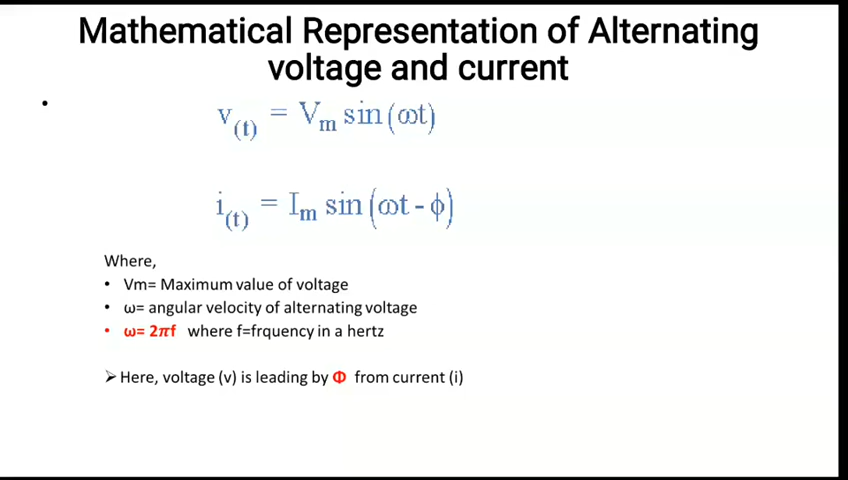 Mathematical Representation of Alternating
voltage and current
• v(t) = Vm sin(ωt)
i(t) = Im sin(ωt - ϕ)
Where,
• Vm= Maximum value of voltage
• ω= angular velocity of alternating voltage
• ω= 2πf where f=frquency in a hertz
➢ Here, voltage (v) is leading by Φ from current (i)